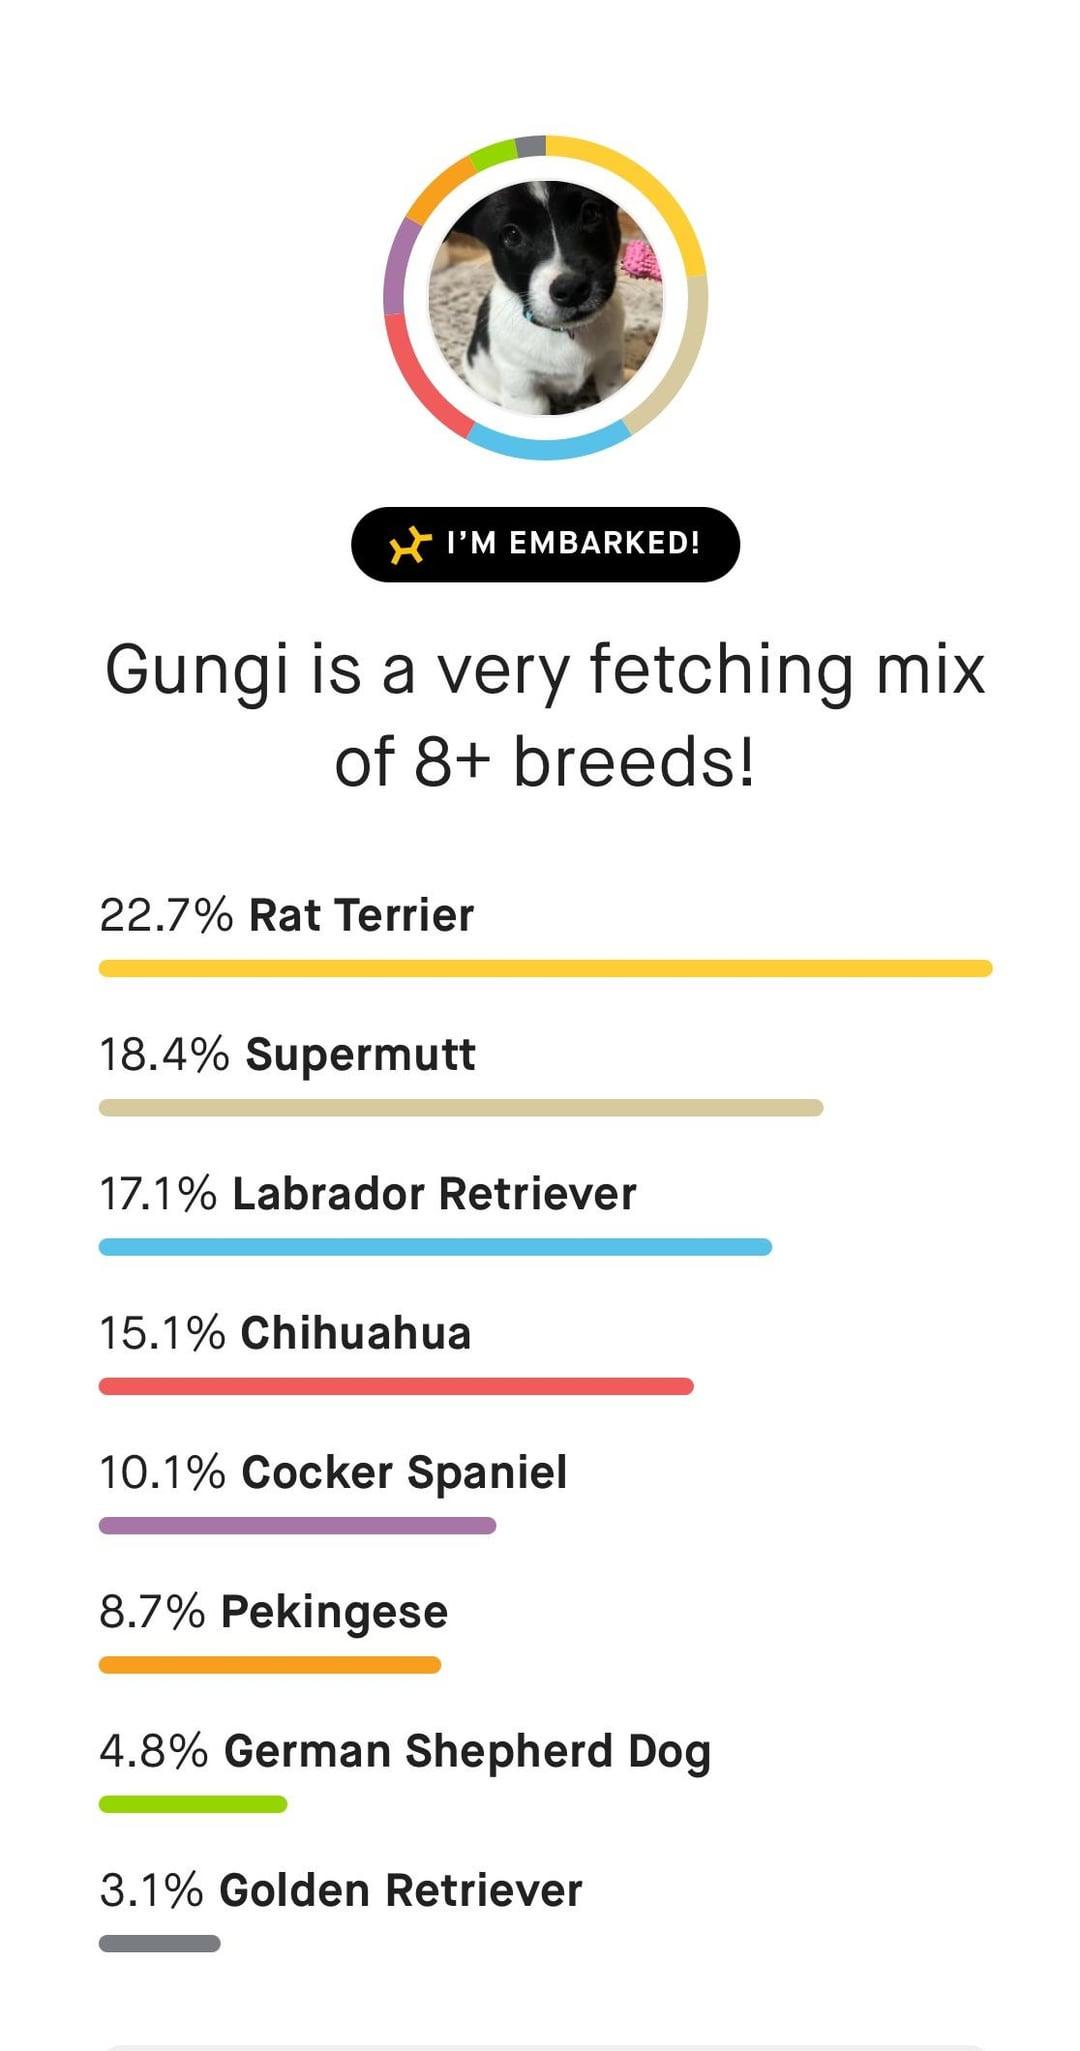 I’M EMBARKED!
Gungi is a very fetching mix
of 8+ breeds!
22.7% Rat Terrier
18.4% Supermutt
17.1% Labrador Retriever
15.1% Chihuahua
10.1% Cocker Spaniel
8.7% Pekingese
4.8% German Shepherd Dog
3.1% Golden Retriever